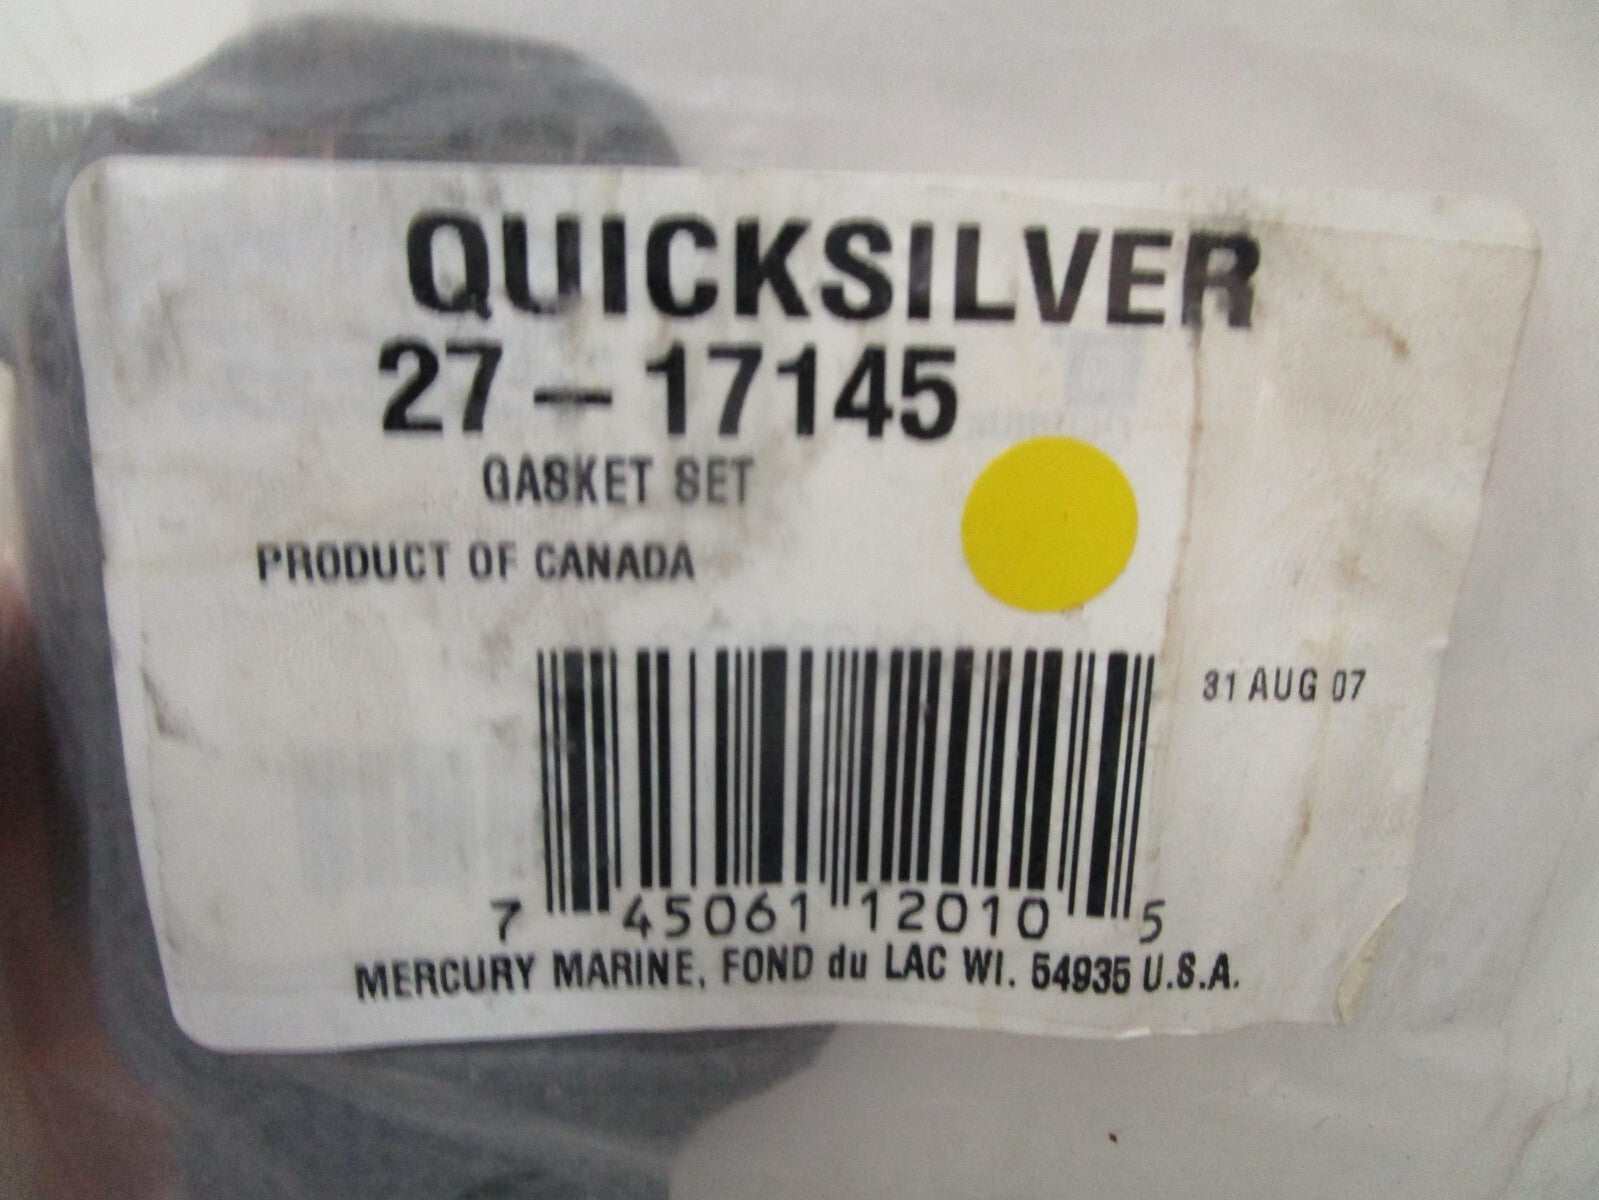 QUICKSILVER
27-17145
GASKET SET
PRODUCT OF CANADA
31 AUG 07
7 45061 12010 5
MERCURY MARINE, FOND du LAC WI. 54935 U.S.A.